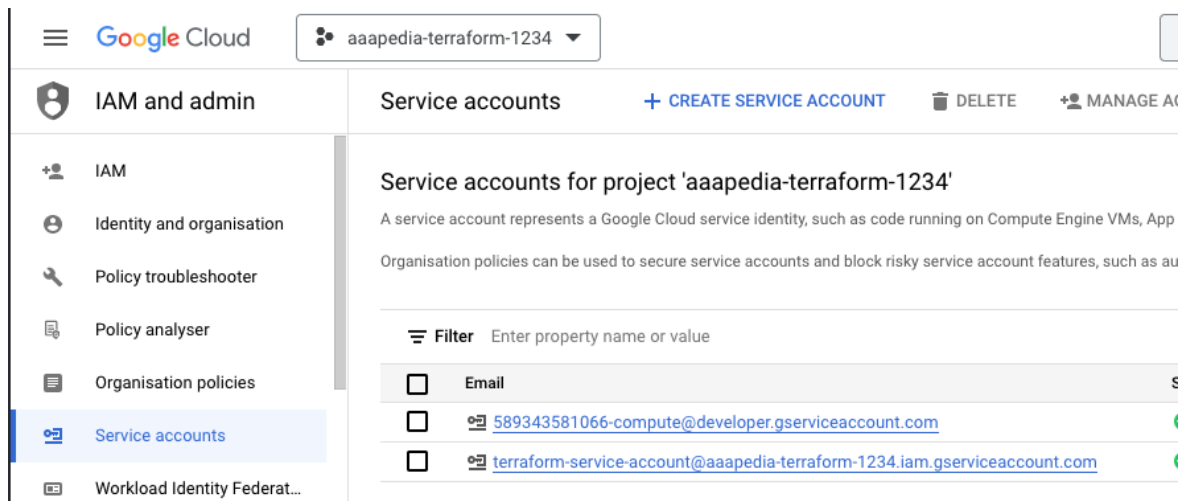 Google Cloud
aaapedia-terraform-1234
IAM and admin
Service accounts
+ CREATE SERVICE ACCOUNT
DELETE
MANAGE
IAM
Identity and organisation
Policy troubleshooter
Policy analyser
Organisation policies
Service accounts
Workload Identity Federat...
Service accounts for project 'aaapedia-terraform-1234'
A service account represents a Google Cloud service identity, such as code running on Compute Engine VMs, App
Organisation policies can be used to secure service accounts and block risky service account features, such as au
Filter Enter property name or value
Email
589343581066-compute@developer.gserviceaccount.com
terraform-service-account@aaapedia-terraform-1234.iam.gserviceaccount.com